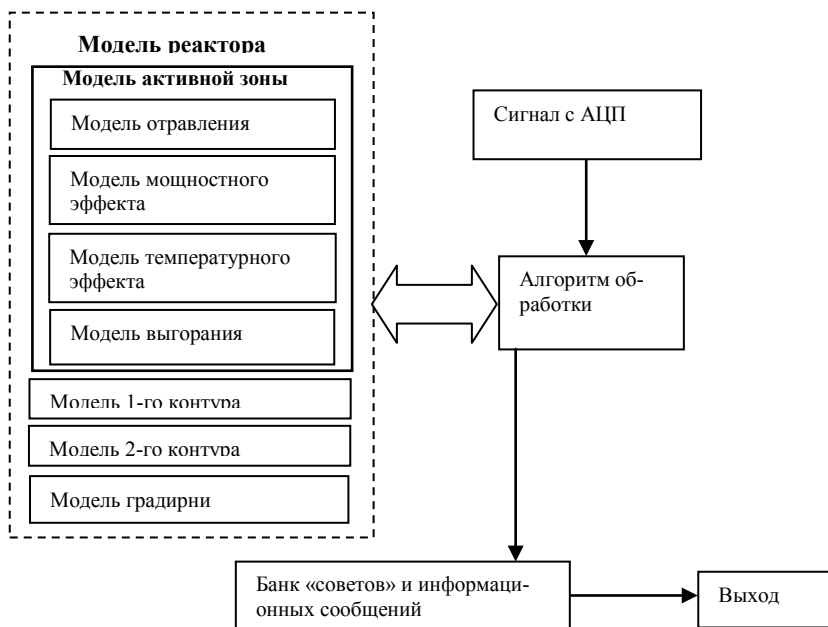 Модель реактора
Модель активной зоны
Модель отравления
Модель мощностного
эффекта
Модель температурного
эффекта
Модель выгорания
Модель 1-го контура
Модель 2-го контура
Модель градирни
Сигнал с АЦП
Алгоритм об-
работки
Банк «советов» и информаци-
онных сообщений
Выход